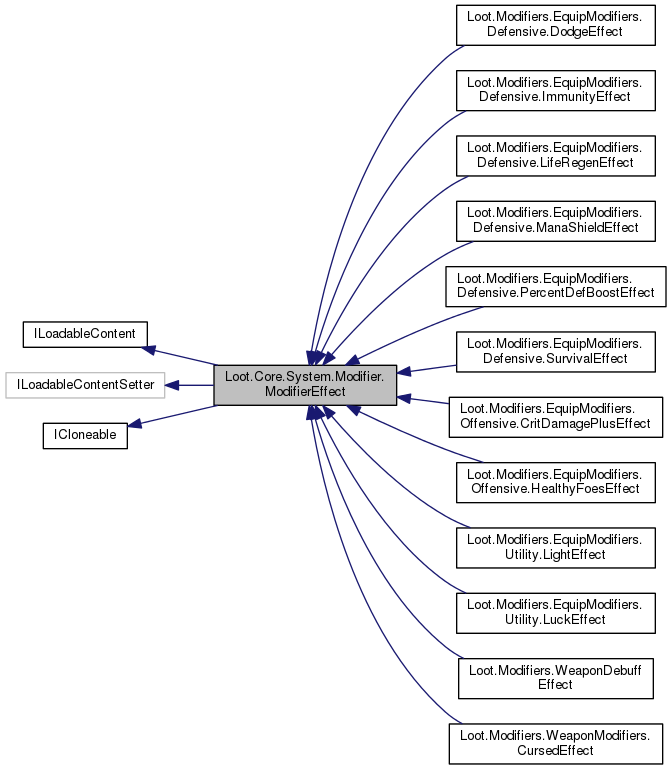 Loot.Modifiers.EquipModifiers.
Defensive.DodgeEffect
Loot.Modifiers.EquipModifiers.
Defensive.ImmunityEffect
Loot.Modifiers.EquipModifiers.
Defensive.LifeRegenEffect
Loot.Modifiers.EquipModifiers.
Defensive.ManaShieldEffect
Loot.Modifiers.EquipModifiers.
Defensive.PercentDefBoostEffect
ILoadableContent
Loot.Modifiers.EquipModifiers.
Defensive.SurvivalEffect
ILoadableContentSetter
Loot.Core.System.Modifier.
ModifierEffect
Loot.Modifiers.EquipModifiers.
Offensive.CritDamagePlusEffect
ICloneable
Loot.Modifiers.EquipModifiers.
Offensive.HealthyFoesEffect
Loot.Modifiers.EquipModifiers.
Utility.LightEffect
Loot.Modifiers.EquipModifiers.
Utility.LuckEffect
Loot.Modifiers.WeaponDebuff
Effect
Loot.Modifiers.WeaponModifiers.
CursedEffect